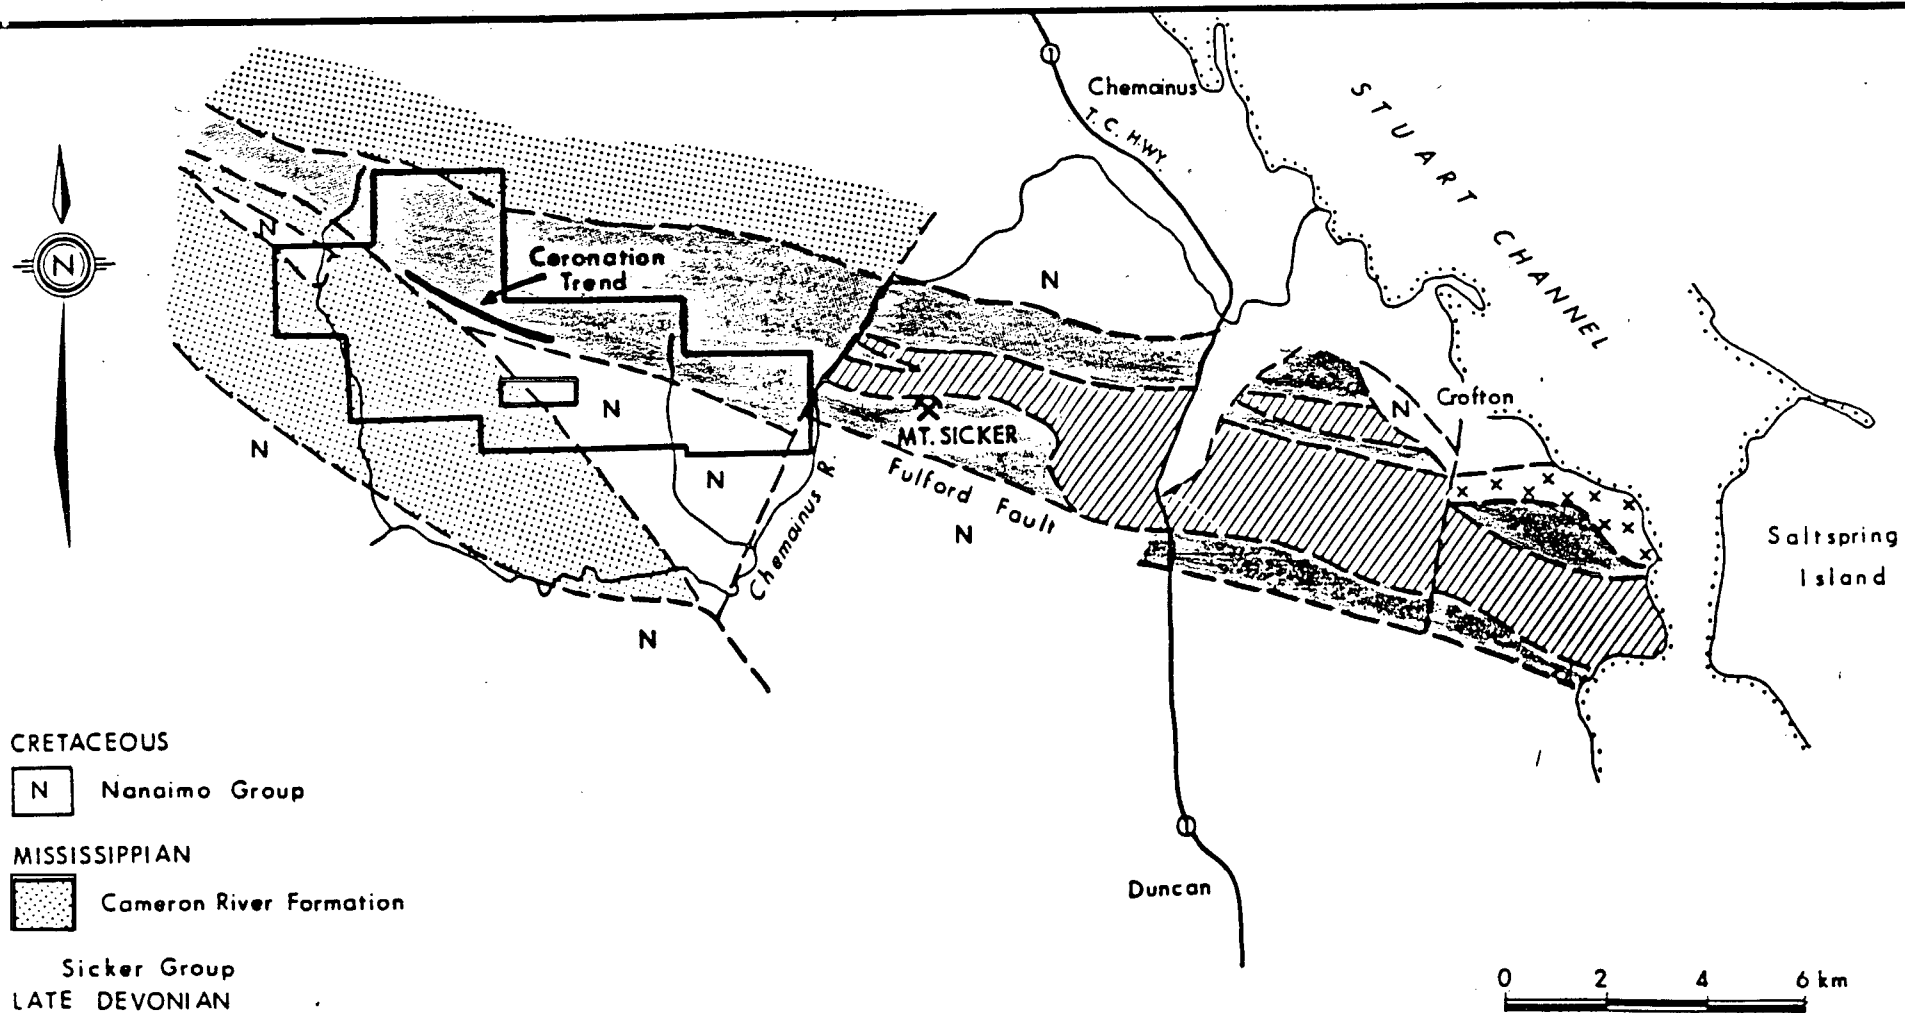 Chemainus
T. C. HWY
STUART CHANNEL
N
Coronation
Trend
N
N
N
N
Crofton
MT. SICKER
N
N
Fulford Fault
N
Chemainus R.
N
Saltspring
Island
CRETACEOUS
N Nanaimo Group
MISSISSIPPIAN
Cameron River Formation
Duncan
Sicker Group
LATE DEVONIAN
0 2 4 6 km